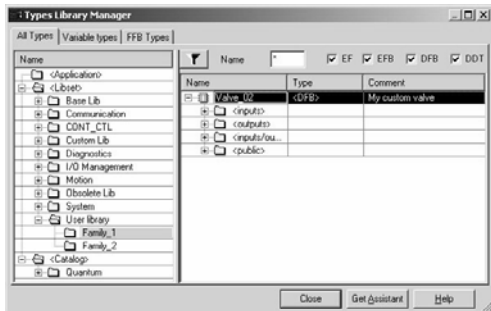 Types Library Manager
All Types Variable types FFB Types
Name
<Application>
<Libset>
Base Lib
Communication
CONT_CTL
Custom Lib
Diagnostics
I/O Management
Motion
Obsolete Lib
System
User library
Family_1
Family_2
<Catalog>
Quantum
Name * EF EFB DFB DDT
Name Type Comment
Valve_02 <DFB> My custom valve
<inputs>
<outputs>
<inputs/ou...
<public>
Close Get Assistant Help